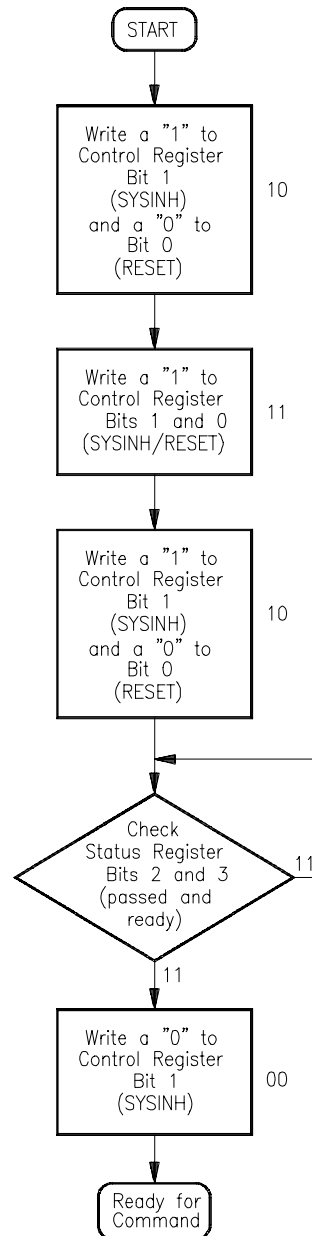 START
Write a "1" to
Control Register
Bit 1
(SYSINH)
and a "0" to
Bit 0
(RESET)
10
Write a "1" to
Control Register
Bits 1 and 0
(SYSINH/RESET)
11
Write a "1" to
Control Register
Bit 1
(SYSINH)
and a "0" to
Bit 0
(RESET)
10
Check
Status Register
Bits 2 and 3
(passed and
ready)
11
11
Write a "0" to
Control Register
Bit 1
(SYSINH)
00
Ready for
Command